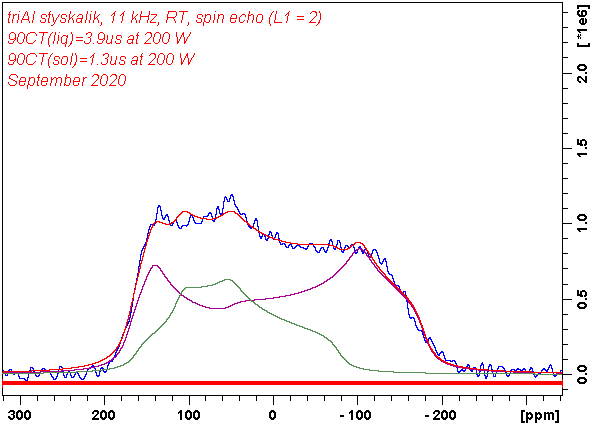 triAl styskalik, 11 kHz, RT, spin echo (L1 = 2)
90CT(liq)=3.9us at 200 W
90CT(sol)=1.3us at 200 W
September 2020
[ *1e6]
2.0
1.5
1.0
0.5
0.0
300 200 100 0 - 100 - 200 [ppm]